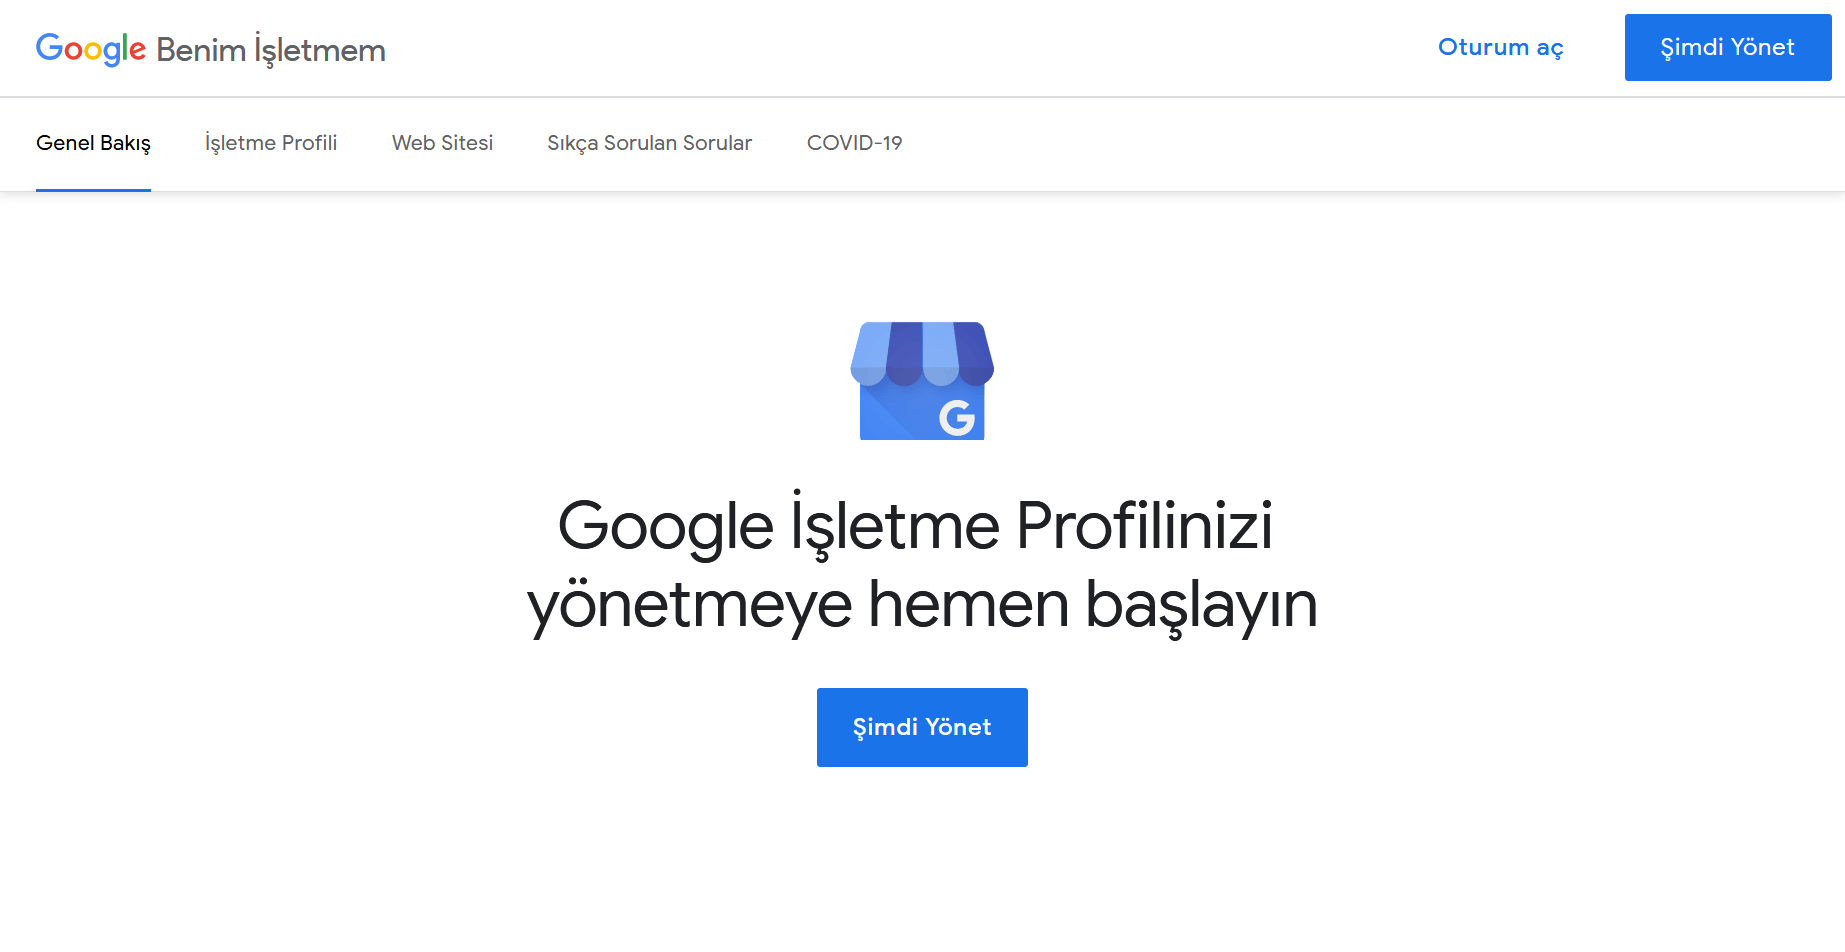 Google Benim İşletmem
Oturum aç
Şimdi Yönet
Genel Bakış
İşletme Profili
Web Sitesi
Sıkça Sorulan Sorular
COVID-19
G
Google İşletme Profilinizi
yönetmeye hemen başlayın
Şimdi Yönet